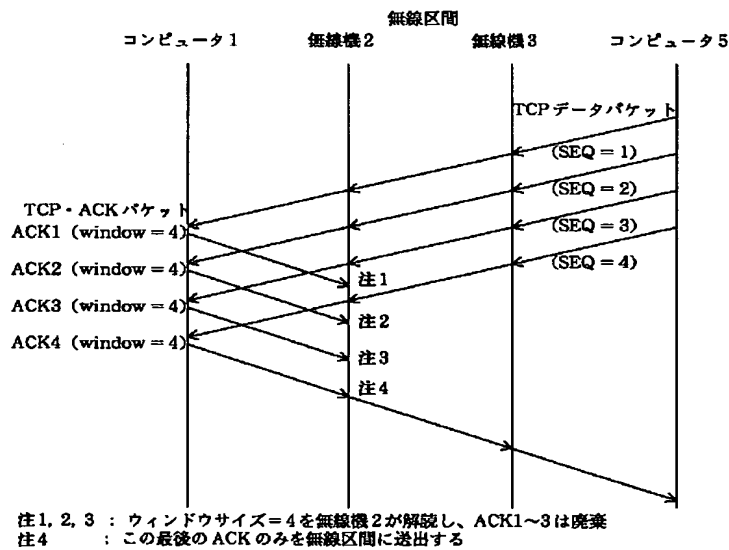 無線区間
コンピュータ1 無線機2 無線機3 コンピュータ5
TCPデータパケット
(SEQ = 1)
(SEQ = 2)
(SEQ = 3)
(SEQ = 4)
TCP・ACKパケット
ACK1 (window = 4)
ACK2 (window = 4)
ACK3 (window = 4)
ACK4 (window = 4)
注1
注2
注3
注4
注1, 2, 3 : ウィンドウサイズ=4を無線機2が解読し、ACK1~3は廃棄
注4 : この最後のACKのみを無線区間に送出する